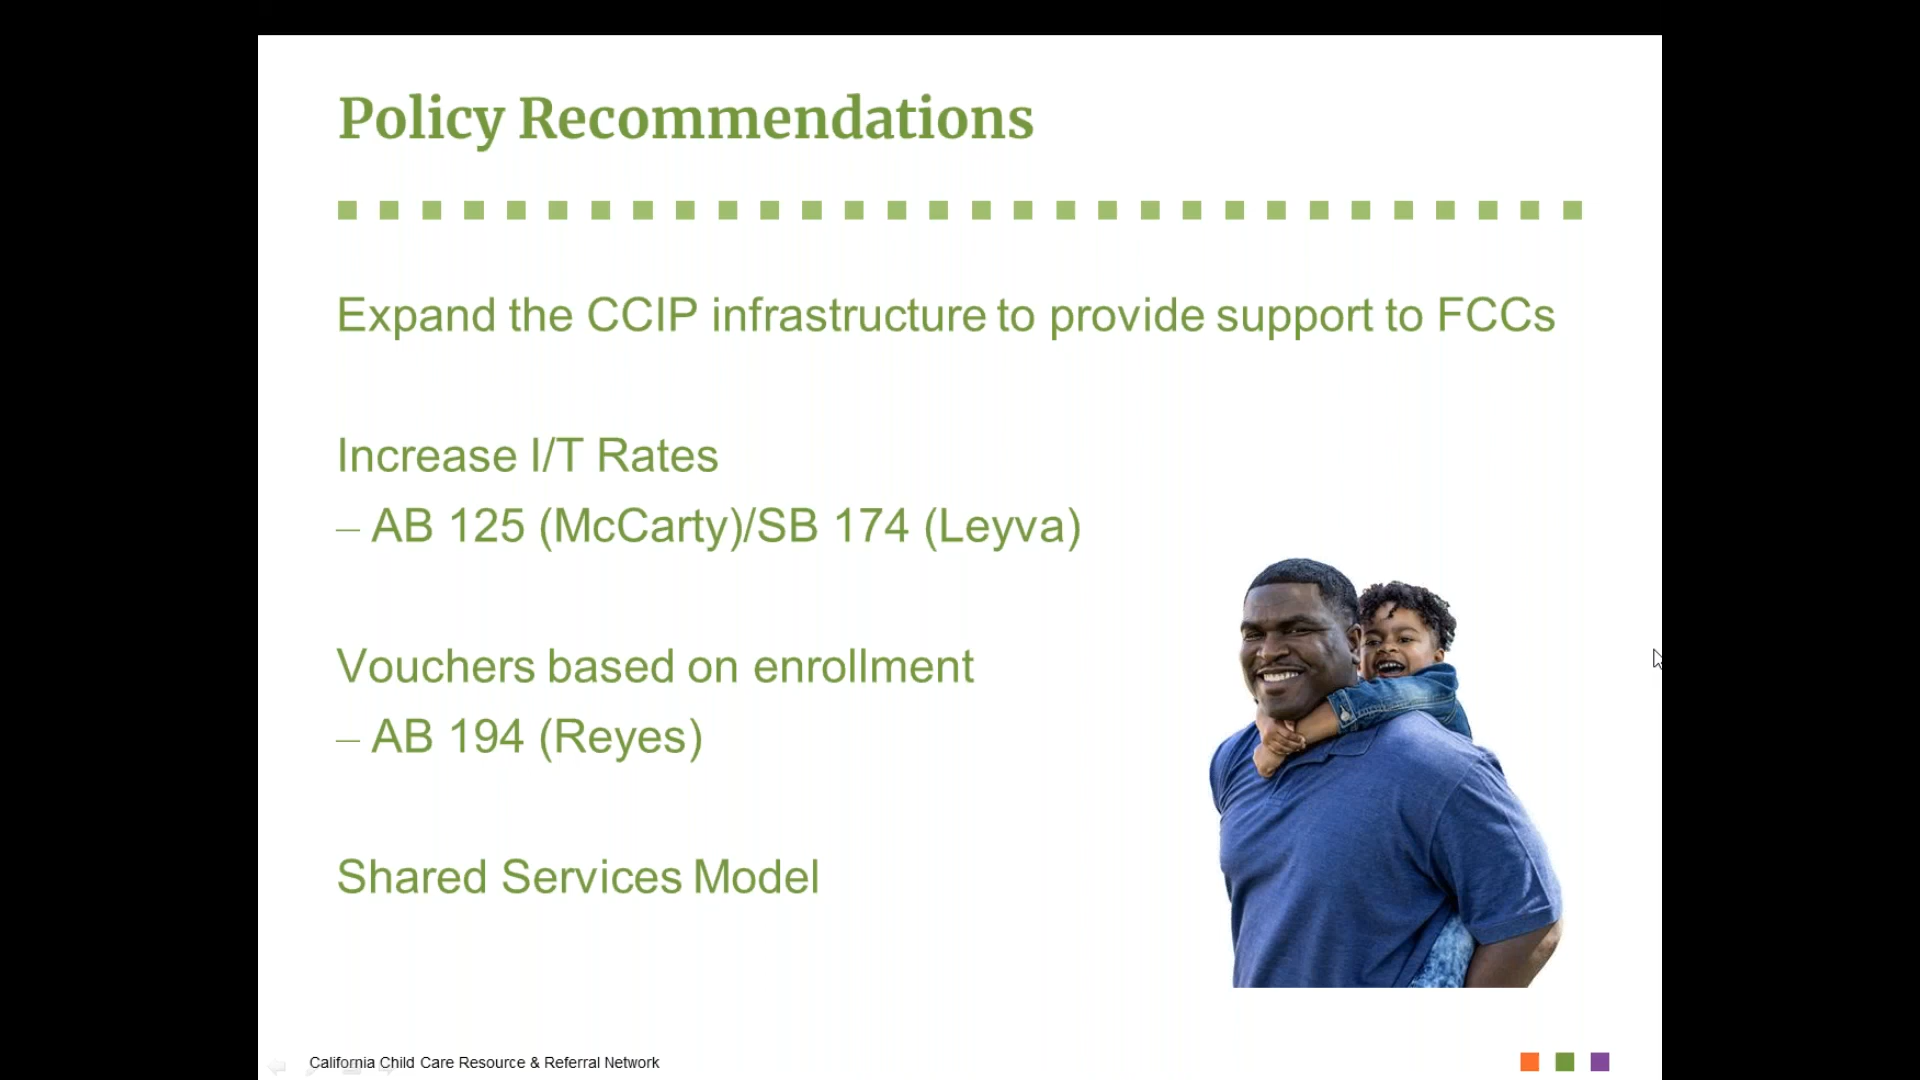 Policy Recommendations
Expand the CCIP infrastructure to provide support to FCCs
Increase I/T Rates
– AB 125 (McCarty)/SB 174 (Leyva)
Vouchers based on enrollment
– AB 194 (Reyes)
Shared Services Model
California Child Care Resource & Referral Network